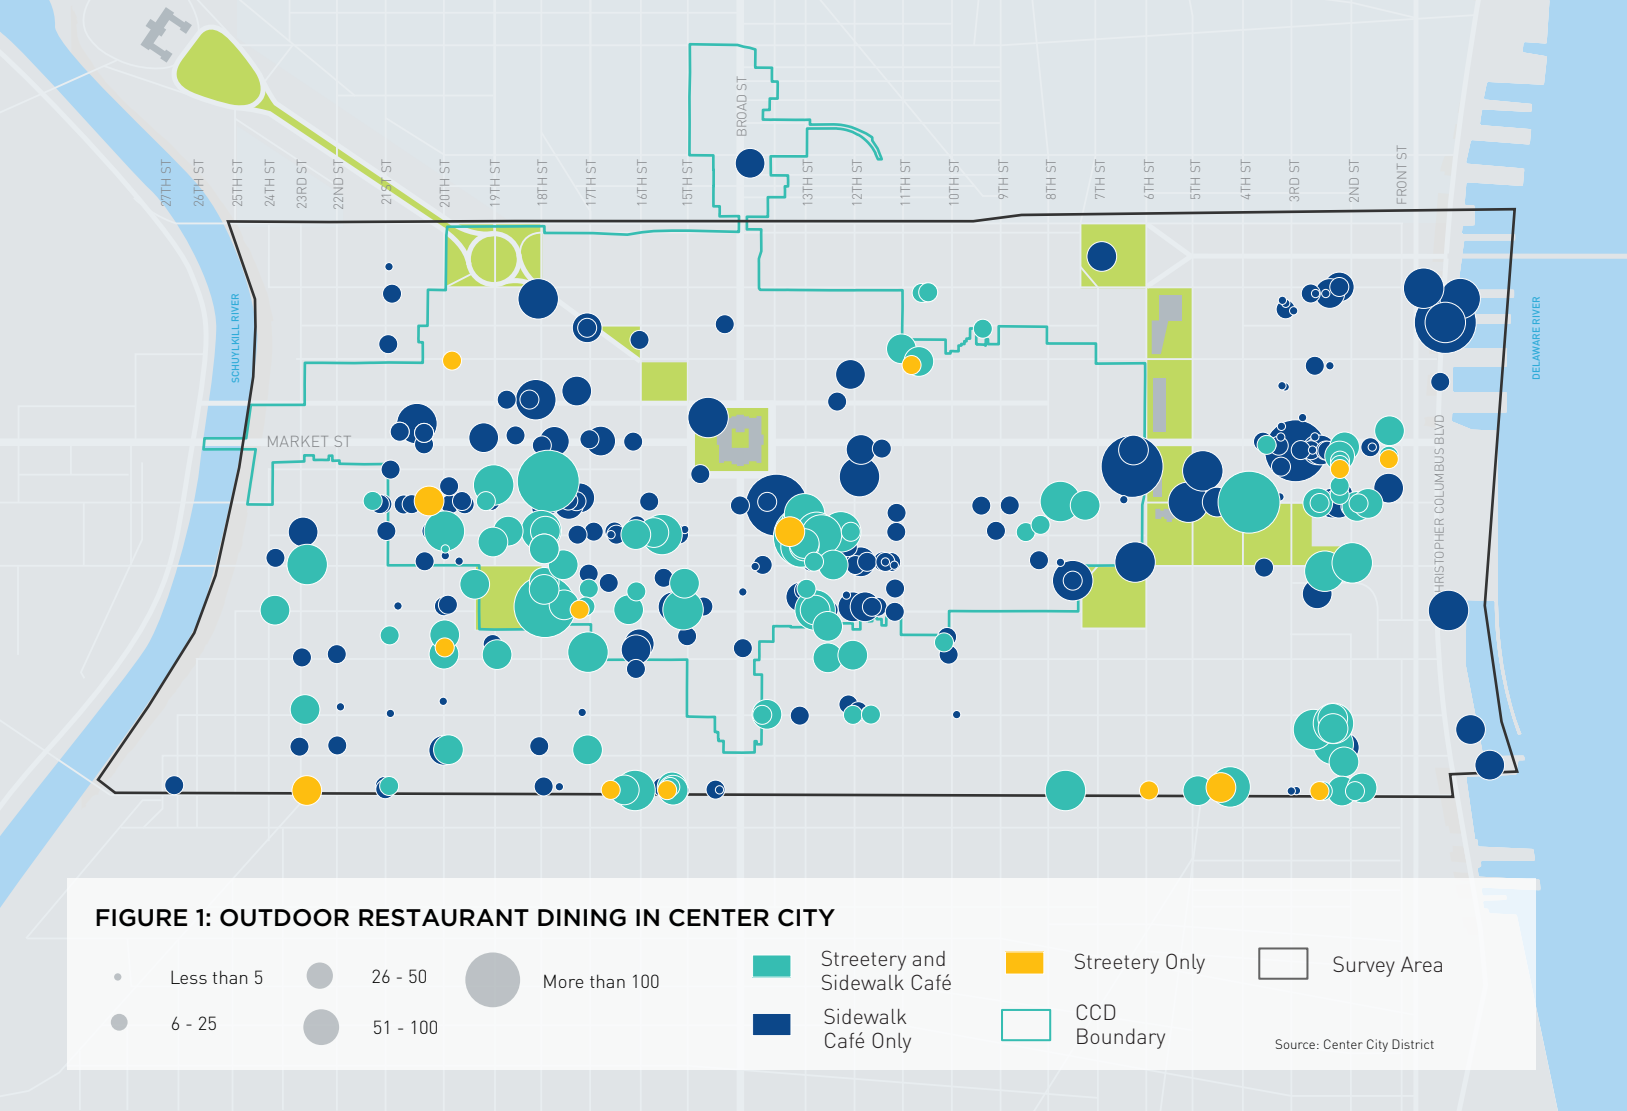 BROAD ST
27TH ST
26TH ST
25TH ST
24TH ST
23RD ST
22ND ST
21ST ST
20TH ST
19TH ST
18TH ST
17TH ST
16TH ST
15TH ST
13TH ST
12TH ST
11TH ST
10TH ST
9TH ST
8TH ST
7TH ST
6TH ST
5TH ST
4TH ST
3RD ST
2ND ST
FRONT ST
SCHUYLKILL RIVER
DELAWARE RIVER
MARKET ST
HRISTOPHER COLUMBUS BLVD
FIGURE 1: OUTDOOR RESTAURANT DINING IN CENTER CITY
Less than 5
6 - 25
26 - 50
51 - 100
More than 100
Streetery and
Sidewalk Café
Sidewalk
Café Only
Streetery Only
CCD
Boundary
Survey Area
Source: Center City District